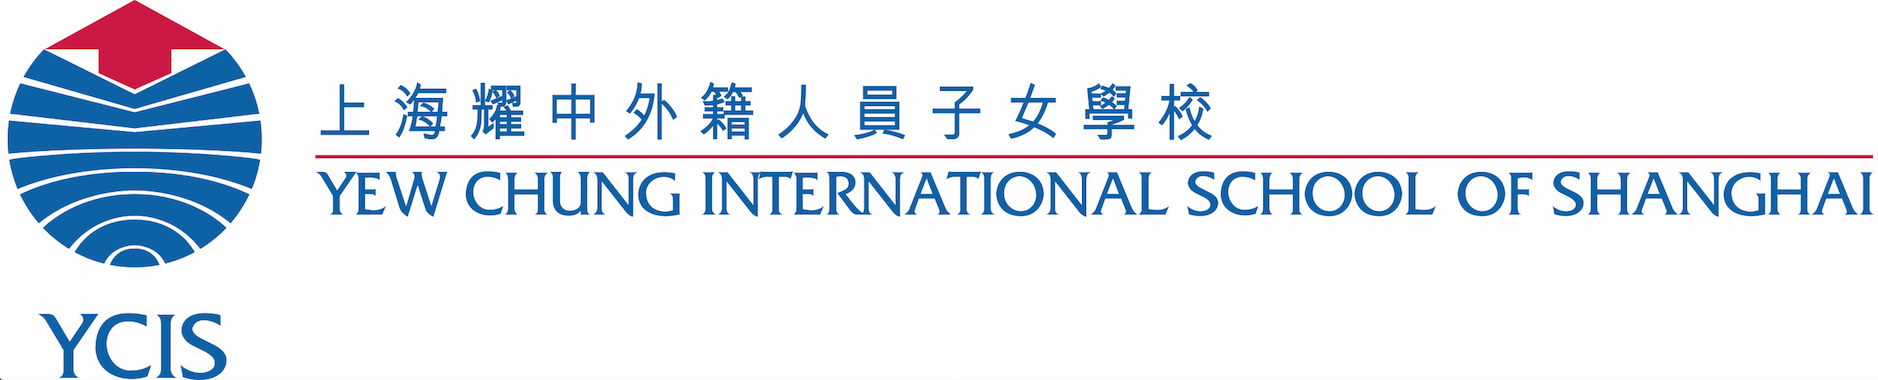 上海耀中外籍人員子女學校
YEW CHUNG INTERNATIONAL SCHOOL OF SHANGHAI
YCIS